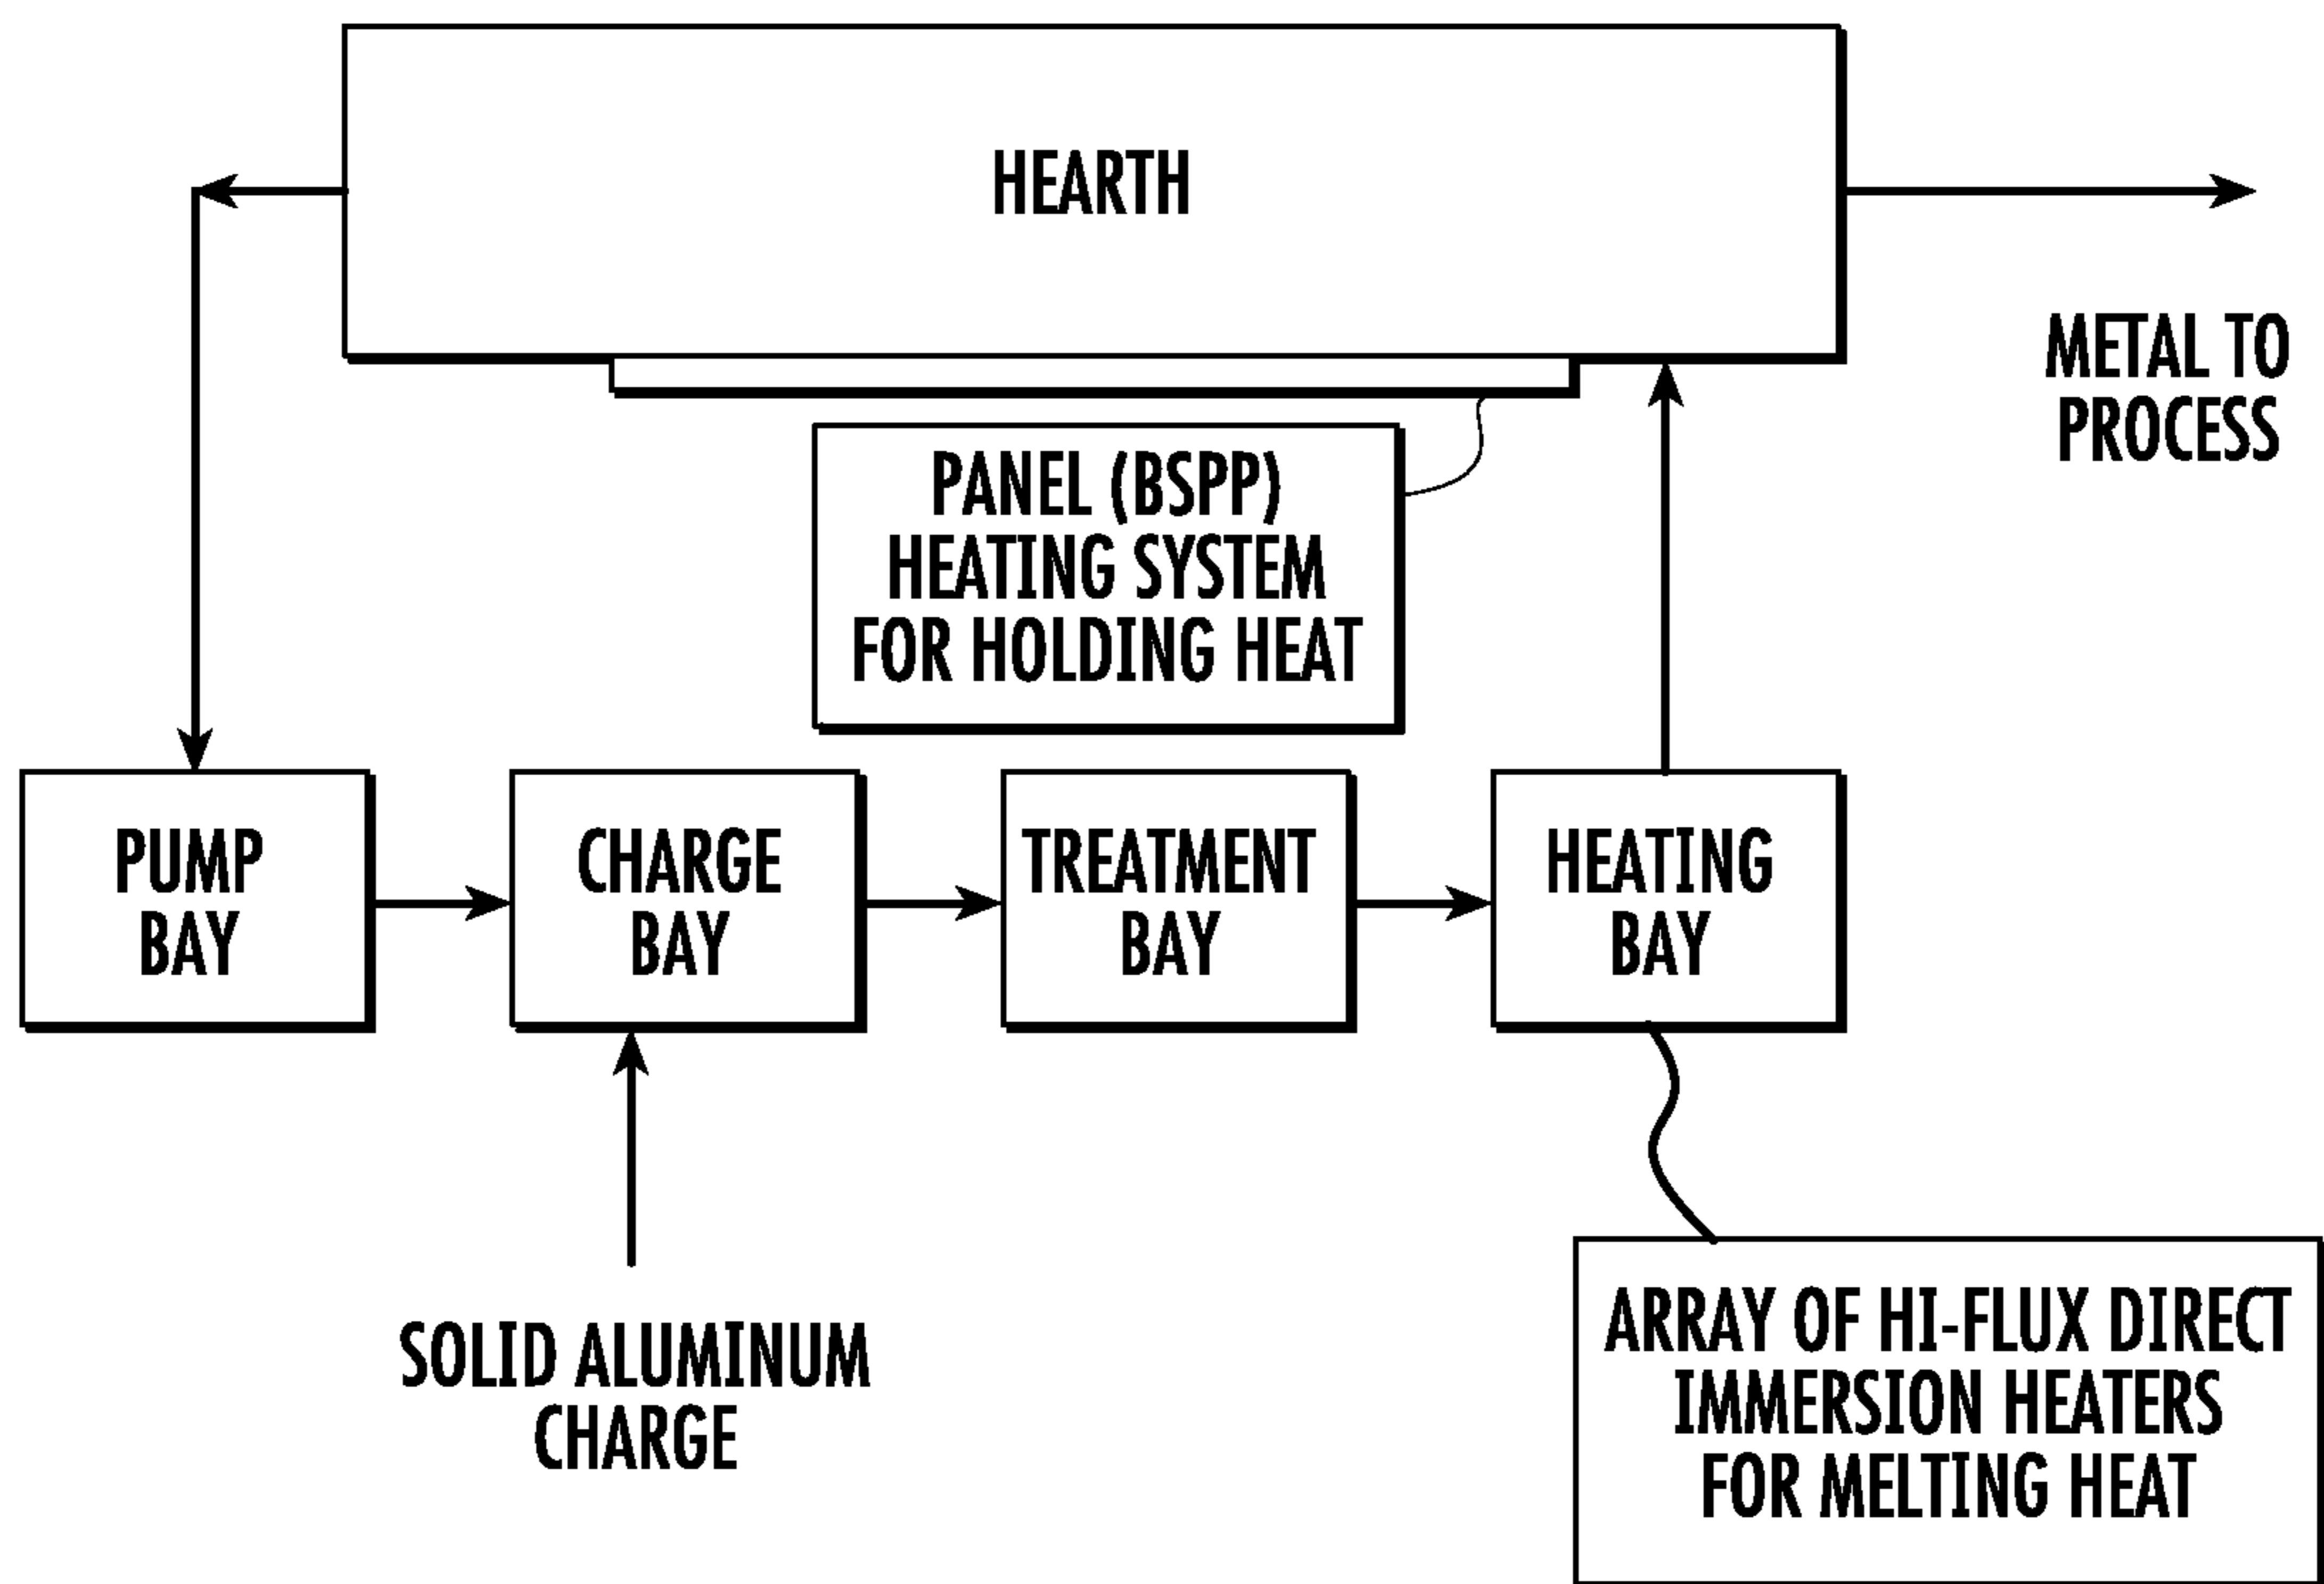 HEARTH
METAL TO
PROCESS
PANEL (BSPP)
HEATING SYSTEM
FOR HOLDING HEAT
PUMP
BAY
CHARGE
BAY
TREATMENT
BAY
HEATING
BAY
SOLID ALUMINUM
CHARGE
ARRAY OF HI-FLUX DIRECT
IMMERSION HEATERS
FOR MELTING HEAT